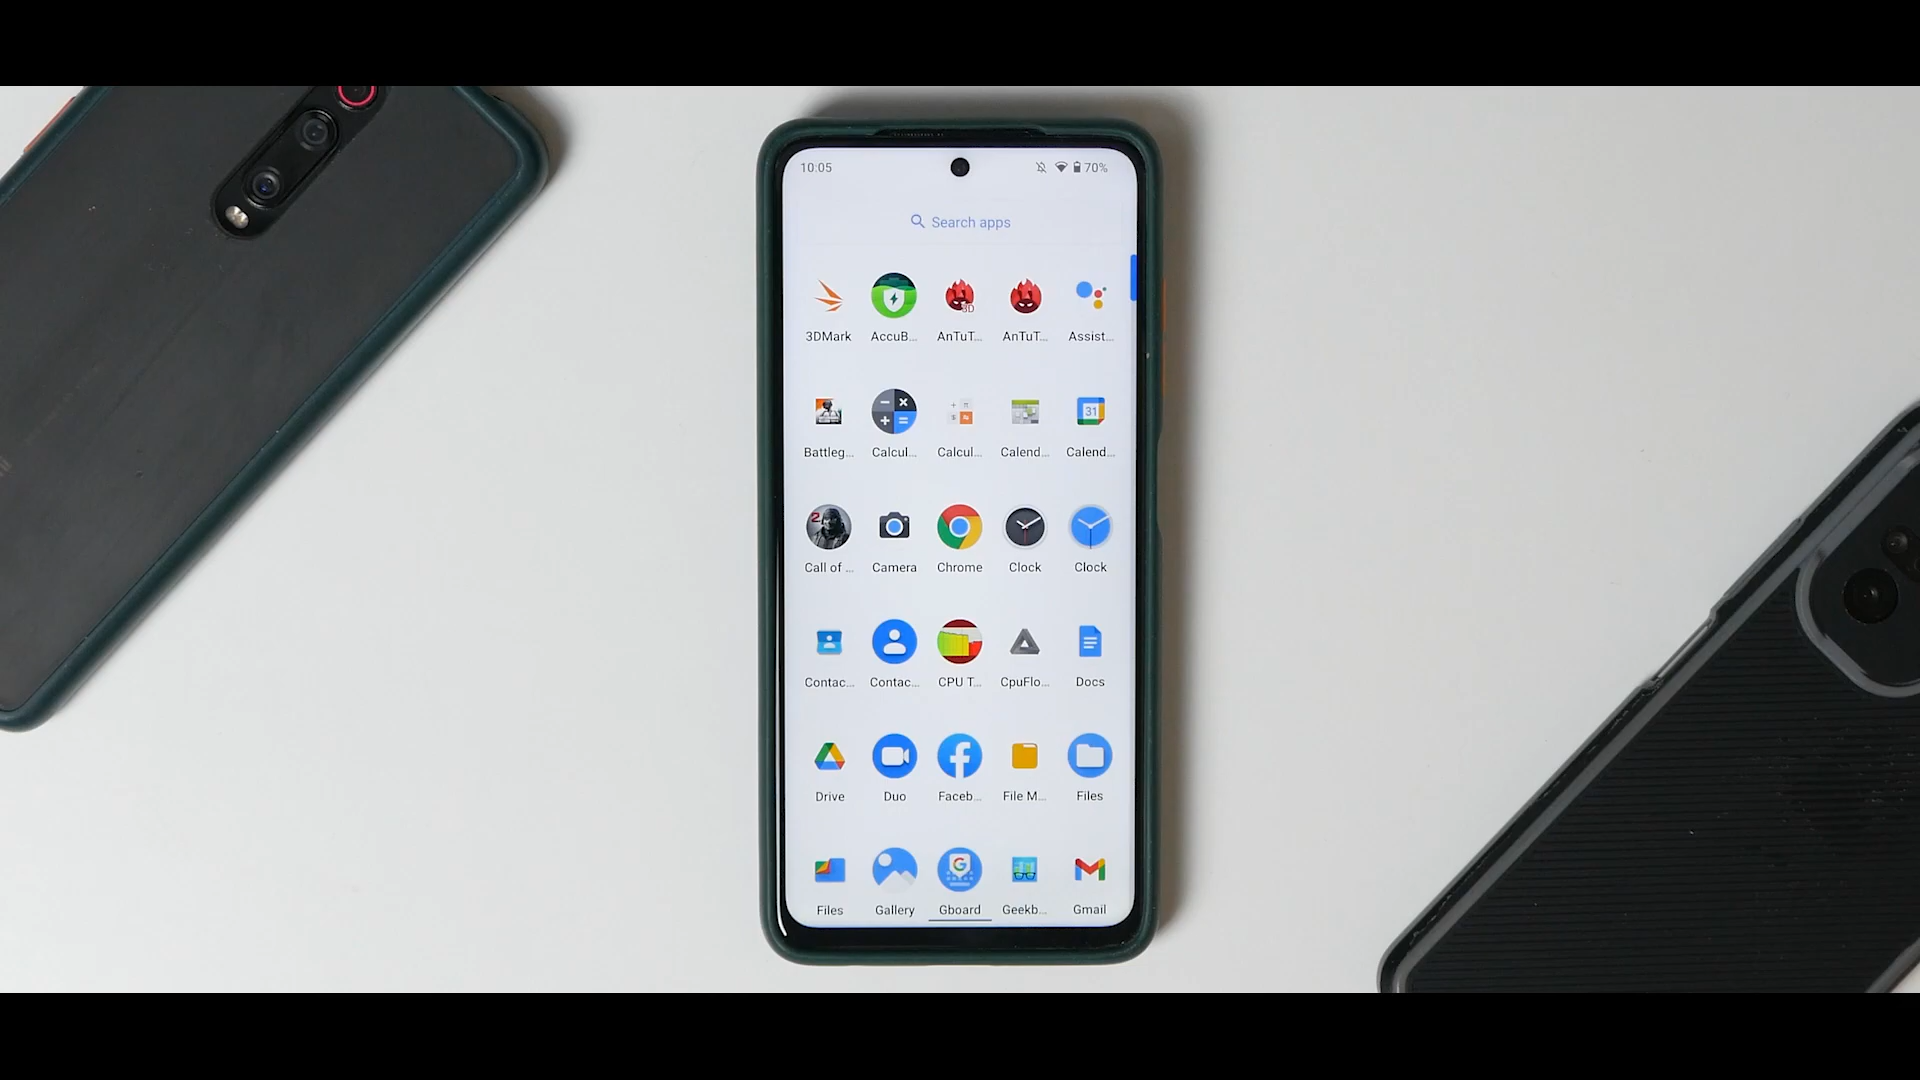 10:05 70%
Search apps
3DMark AccuB... AnTuT... AnTuT... Assist...
Battleg... Calcul... Calcul... Calend... Calend...
Call of ... Camera Chrome Clock Clock
Contac... Contac... CPU T... CpuFlo... Docs
Drive Duo Faceb... File M... Files
Files Gallery Gboard Geekb... Gmail